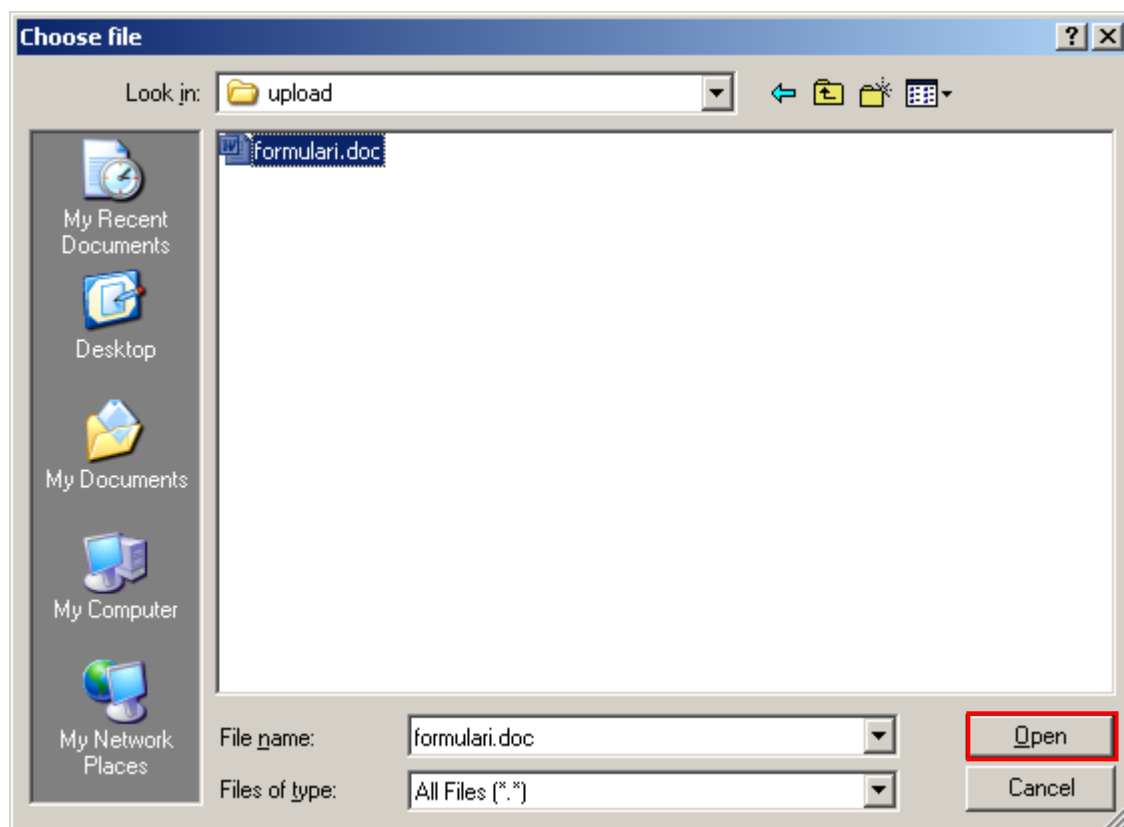 Choose file
Look in:
upload
formulari.doc
My Recent
Documents
Desktop
My Documents
My Computer
My Network
Places
File name:
formulari.doc
Open
Files of type:
All Files (*.*)
Cancel